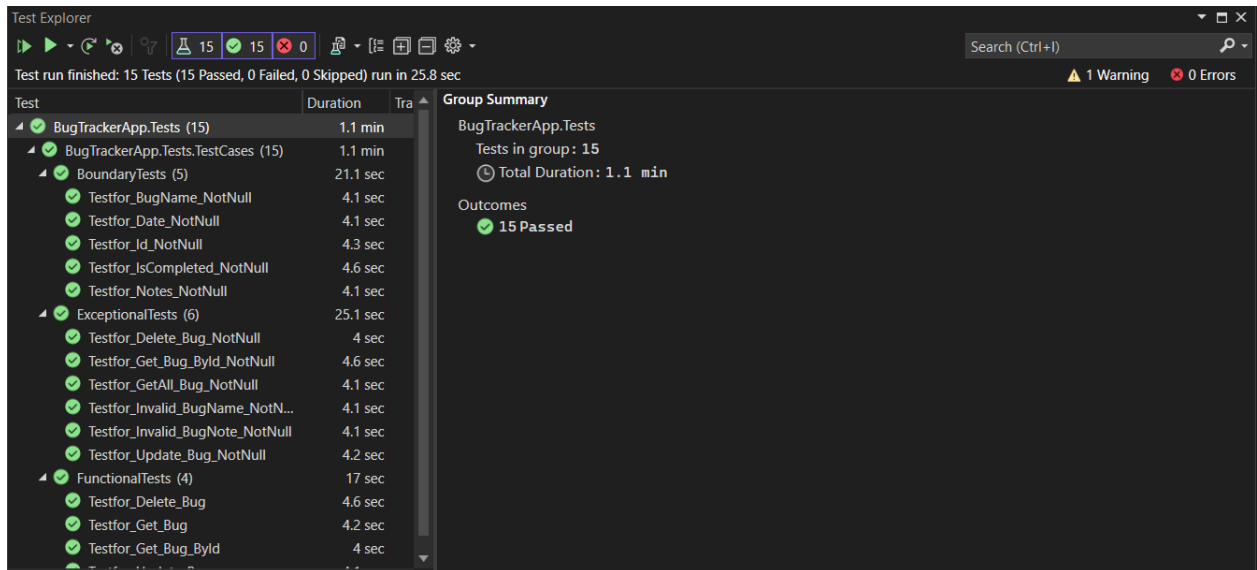 Test Explorer
15 15 0
Search (Ctrl+I)
Test run finished: 15 Tests (15 Passed, 0 Failed, 0 Skipped) run in 25.8 sec
1 Warning 0 Errors
Test Duration Tra
BugTrackerApp.Tests (15) 1.1 min
BugTrackerApp.Tests.TestCases (15) 1.1 min
BoundaryTests (5) 21.1 sec
Testfor_BugName_NotNull 4.1 sec
Testfor_Date_NotNull 4.1 sec
Testfor_Id_NotNull 4.3 sec
Testfor_IsCompleted_NotNull 4.6 sec
Testfor_Notes_NotNull 4.1 sec
ExceptionalTests (6) 25.1 sec
Testfor_Delete_Bug_NotNull 4 sec
Testfor_Get_Bug_ById_NotNull 4.6 sec
Testfor_GetAll_Bug_NotNull 4.1 sec
Testfor_Invalid_BugName_NotN... 4.1 sec
Testfor_Invalid_BugNote_NotNull 4.1 sec
Testfor_Update_Bug_NotNull 4.2 sec
FunctionalTests (4) 17 sec
Testfor_Delete_Bug 4.6 sec
Testfor_Get_Bug 4.2 sec
Testfor_Get_Bug_ById 4 sec
Group Summary
BugTrackerApp.Tests
Tests in group: 15
Total Duration: 1.1 min
Outcomes
15 Passed